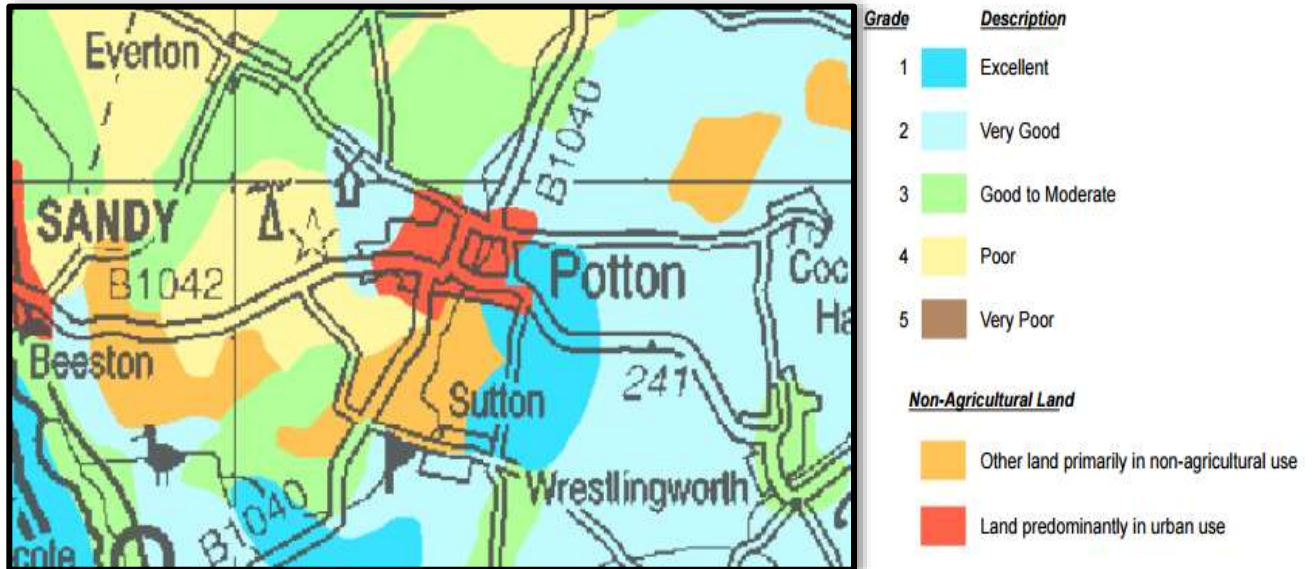 Everton
B1040
SANDY
B1042
Potton
Coc
Ha
Beeston
241
Sutton
B1040
Wrestlingworth
cole
Grade Description
1 Excellent
2 Very Good
3 Good to Moderate
4 Poor
5 Very Poor
Non-Agricultural Land
Other land primarily in non-agricultural use
Land predominantly in urban use